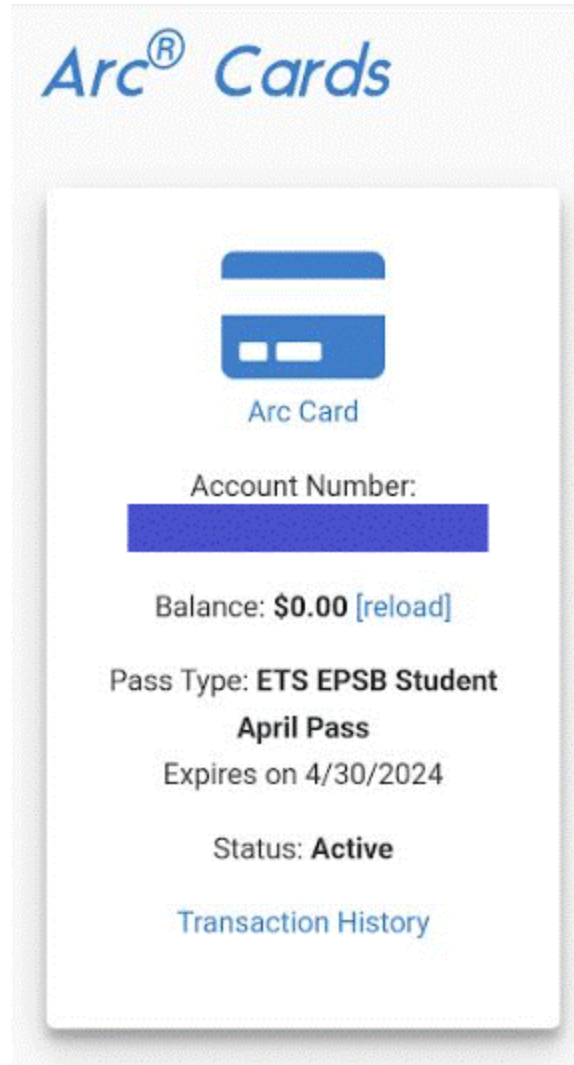 Arc® Cards
Arc Card
Account Number:
Balance: $0.00 [reload]
Pass Type: ETS EPSB Student
April Pass
Expires on 4/30/2024
Status: Active
Transaction History